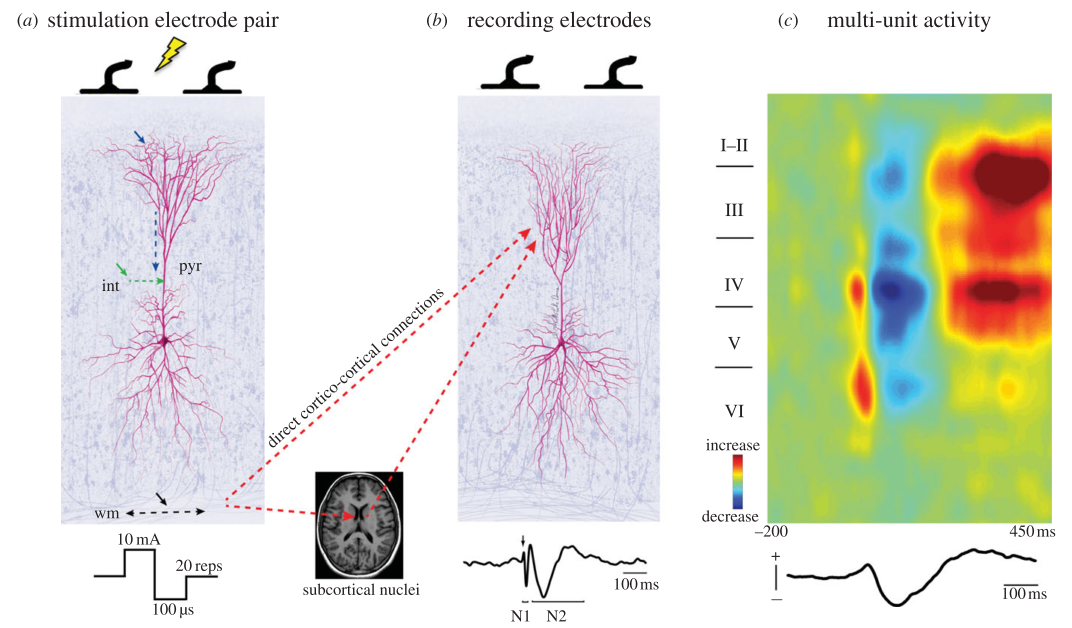 (a) stimulation electrode pair
(b) recording electrodes
(c) multi-unit activity
pyr
int
wm
10 mA
20 reps
100 µs
direct cortico-cortical connections
subcortical nuclei
100 ms
N1 N2
I–II
III
IV
V
VI
increase
decrease
–200
450 ms
+
–
100 ms